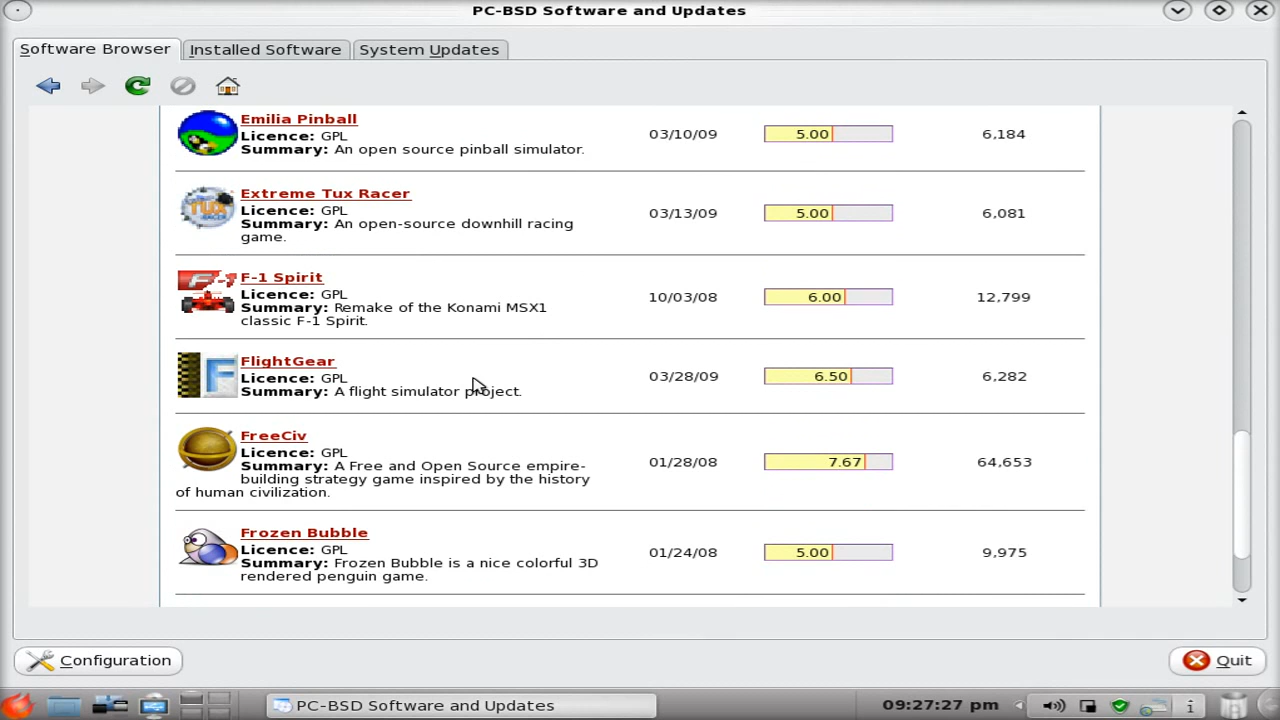 PC-BSD Software and Updates
Software Browser
Installed Software
System Updates
Emilia Pinball
Licence: GPL
Summary: An open source pinball simulator.
03/10/09
5.00
6,184
Extreme Tux Racer
Licence: GPL
Summary: An open-source downhill racing
game.
03/13/09
5.00
6,081
F-1 Spirit
Licence: GPL
Summary: Remake of the Konami MSX1
classic F-1 Spirit.
10/03/08
6.00
12,799
FlightGear
Licence: GPL
Summary: A flight simulator project.
03/28/09
6.50
6,282
FreeCiv
Licence: GPL
Summary: A Free and Open Source empire-
building strategy game inspired by the history
of human civilization.
01/28/08
7.67
64,653
Frozen Bubble
Licence: GPL
Summary: Frozen Bubble is a nice colorful 3D
rendered penguin game.
01/24/08
5.00
9,975
Configuration
Quit
PC-BSD Software and Updates
09:27:27 pm